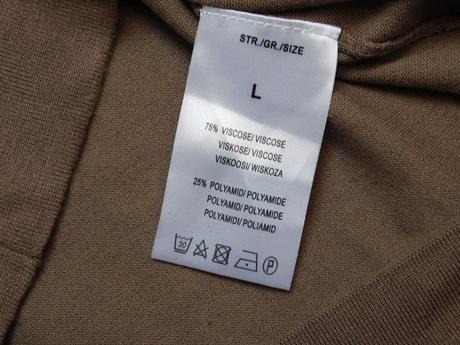 STR./GR./SIZE
L
75% VISCOSE/VISCOSE
VISKOSE/VISCOSE
VISKOOSI/WISKOZA
25% POLYAMID/POLYAMIDE
POLYAMID/POLYAMIDE
POLYAMIDI/POLIAMID
30
P